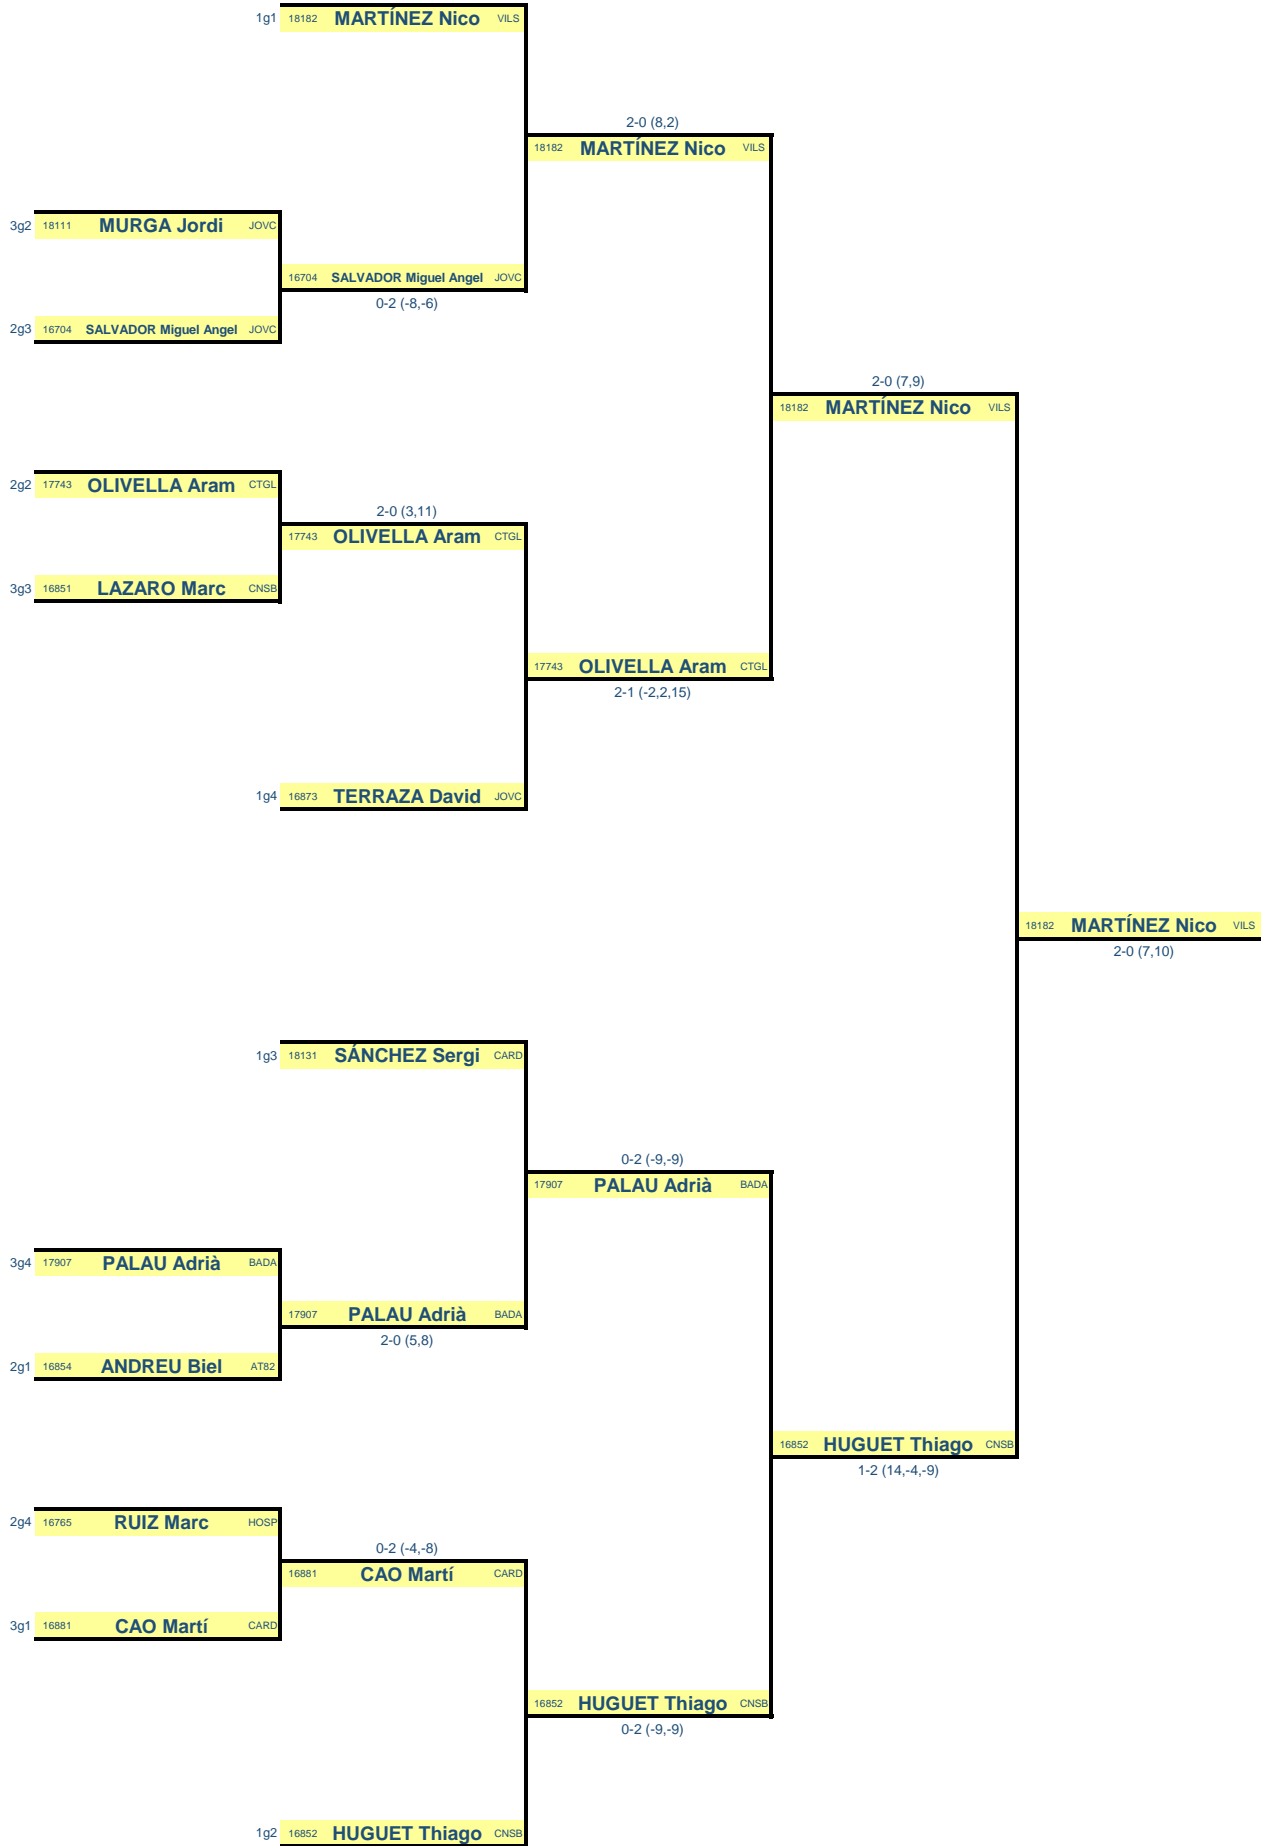 1g1 18182 MARTÍNEZ Nico VILS
2-0 (8,2)
18182 MARTÍNEZ Nico VILS
3g2 18111 MURGA Jordi JOVC
16704 SALVADOR Miguel Angel JOVC
0-2 (-8,-6)
2g3 16704 SALVADOR Miguel Angel JOVC
2-0 (7,9)
18182 MARTÍNEZ Nico VILS
2g2 17743 OLIVELLA Aram CTGL
2-0 (3,11)
17743 OLIVELLA Aram CTGL
3g3 16851 LAZARO Marc CNSB
17743 OLIVELLA Aram CTGL
2-1 (-2,2,15)
1g4 16873 TERRAZA David JOVC
18182 MARTÍNEZ Nico VILS
2-0 (7,10)
1g3 18131 SÁNCHEZ Sergi CARD
0-2 (-9,-9)
17907 PALAU Adrià BADA
3g4 17907 PALAU Adrià BADA
17907 PALAU Adrià BADA
2-0 (5,8)
2g1 16854 ANDREU Biel AT82
16852 HUGUET Thiago CNSB
1-2 (14,-4,-9)
2g4 16765 RUIZ Marc HOSP
0-2 (-4,-8)
16881 CAO Martí CARD
3g1 16881 CAO Martí CARD
16852 HUGUET Thiago CNSB
0-2 (-9,-9)
1g2 16852 HUGUET Thiago CNSB